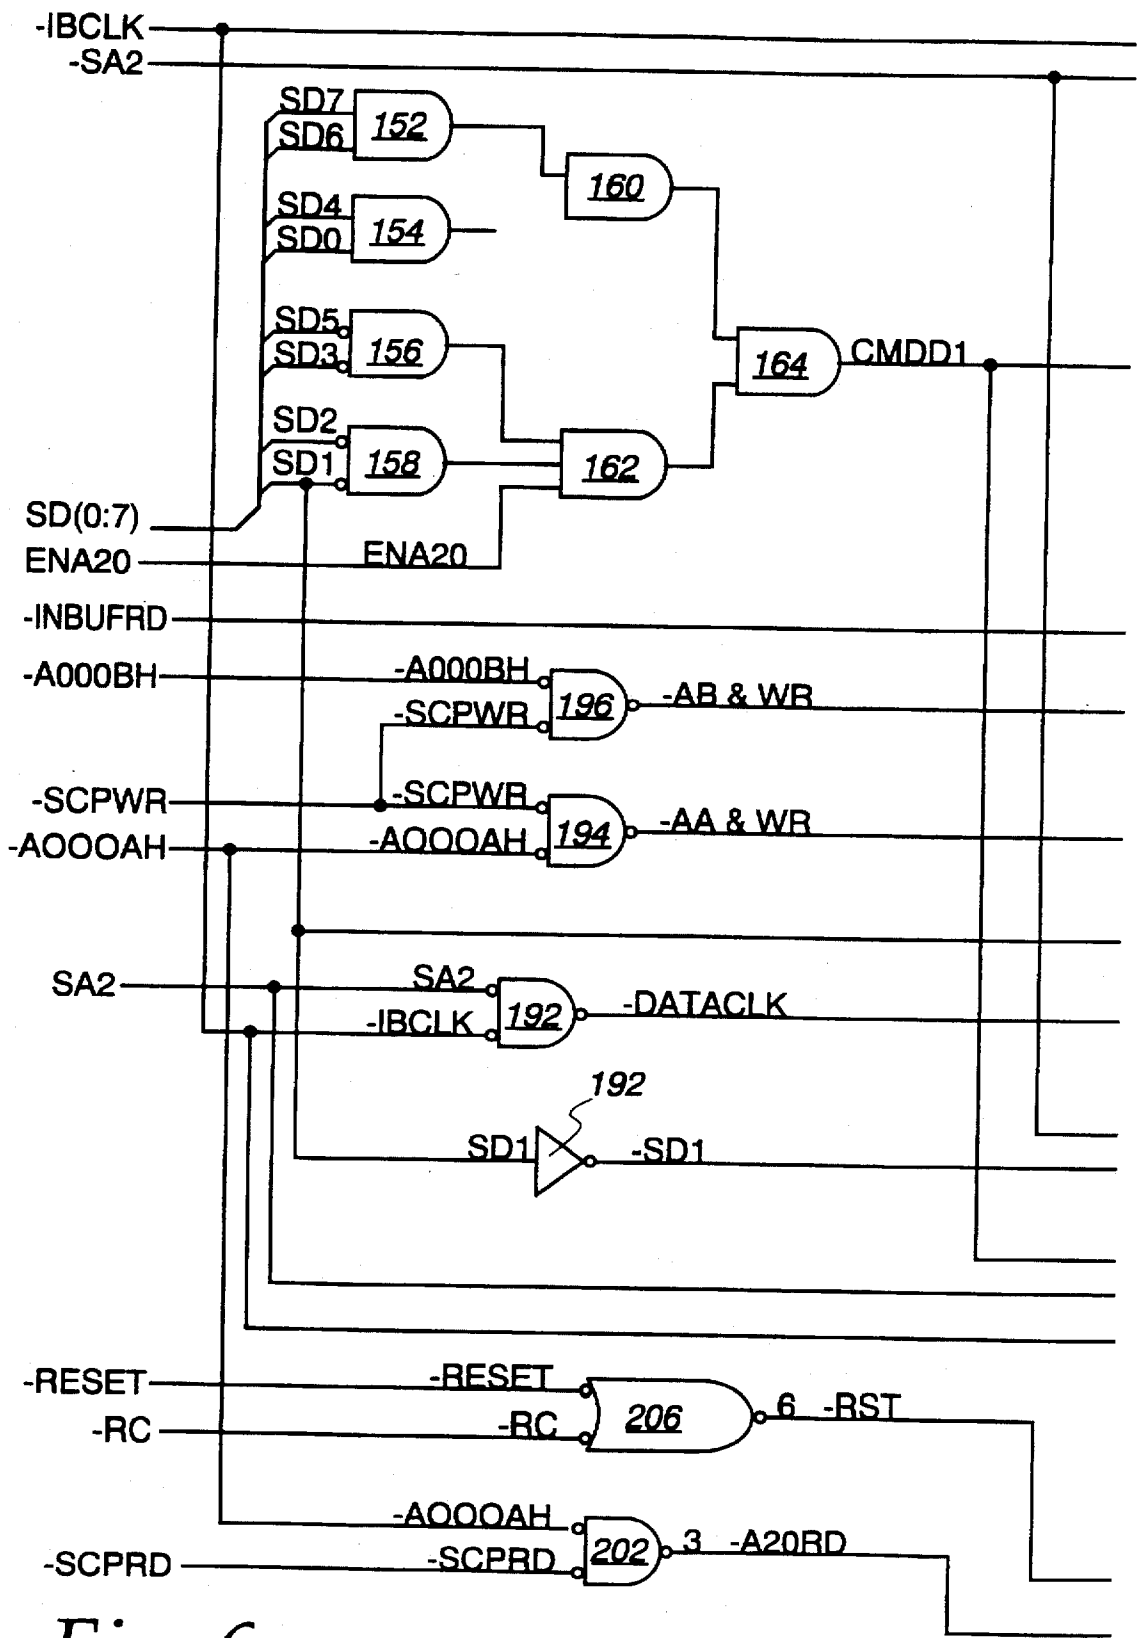 -IBCLK
-SA2
SD7
152
SD6
160
SD4
154
SD0
SD5
156
SD3
164
CMDD1
SD2
158
SD1
162
SD(0:7)
ENA20
ENA20
-INBUFRD
-A000BH
-A000BH
196
-AB & WR
-SCPWR
-SCPWR
-SCPWR
194
-AA & WR
-AOOOAH
-AOOOAH
SA2
SA2
192
-DATACLK
-IBCLK
192
SD1
-SD1
-RESET
-RESET
206
6 -RST
-RC
-RC
-AOOOAH
202
3 -A20RD
-SCPRD
-SCPRD